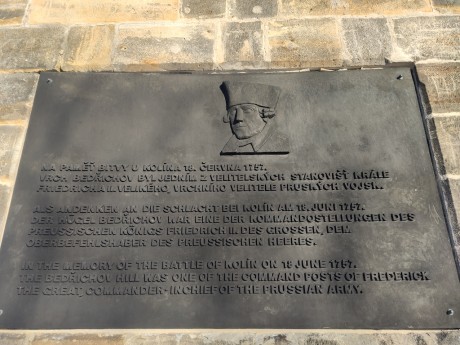 NA PAMĚŤ BITVY U KOLÍNA 18. ČERVNA 1757.
VRCH BEDŘICHOV BYL JEDNÍM Z VELITELSKÝCH STANOVIŠŤ KRÁLE
FRIEDRICHA II. VELIKÉHO, VRCHNÍHO VELITELE PRUSKÝCH VOJSK.
ALS ANDENKEN AN DIE SCHLACHT BEI KOLÍN AM 18. JUNI 1757.
DER HÜGEL BEDŘICHOV WAR EINER DER KOMMANDOSTELLUNGEN DES
PREUSSISCHEN KÖNIGS FRIEDRICH II. DES GROSSEN, DEM
OBERBEFEHLSHABER DES PREUSSISCHEN HEERES.
IN THE MEMORY OF THE BATTLE OF KOLÍN ON 18 JUNE 1757.
THE BEDŘICHOV HILL WAS ONE OF THE COMMAND POSTS OF FREDERICK
THE GREAT, COMMANDER-IN-CHIEF OF THE PRUSSIAN ARMY.